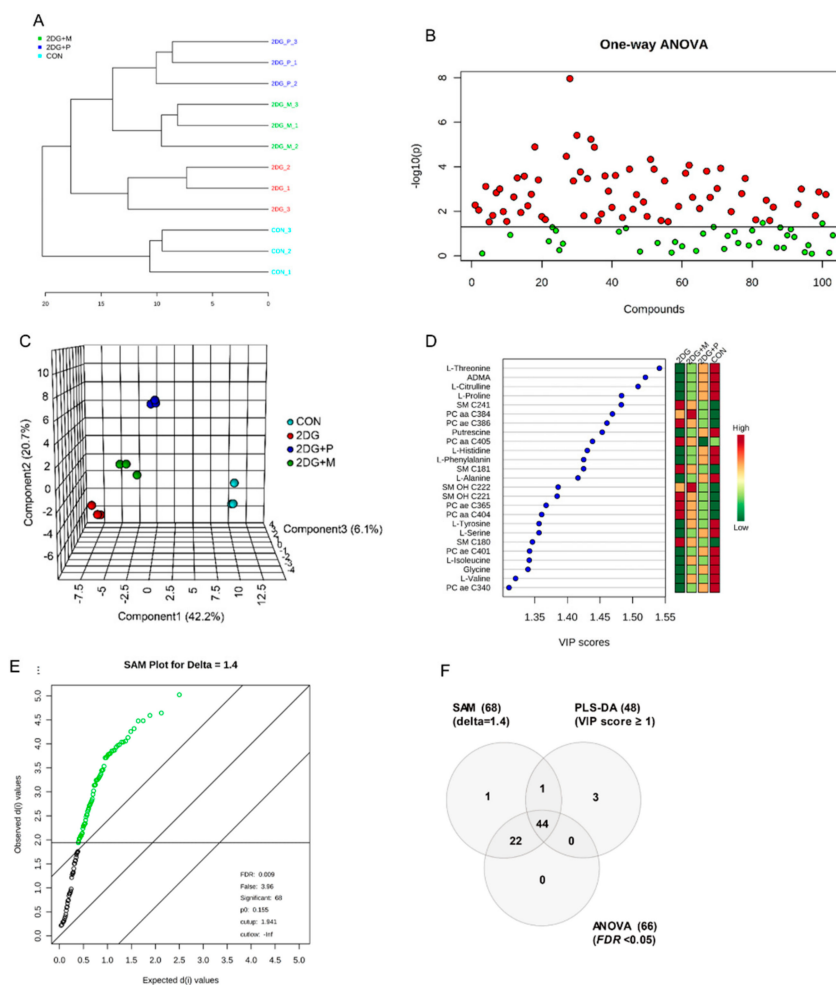 A
2DG+M
2DG+P
CON
2DG_P_3
2DG_P_1
2DG_P_2
2DG_M_3
2DG_M_1
2DG_M_2
2DG_2
2DG_1
2DG_3
CON_3
CON_2
CON_1
20 15 10 5 0
B
One-way ANOVA
-log10(p)
8
6
4
2
0
0 20 40 60 80 100
Compounds
C
Component2 (20.7%)
10
8
6
4
2
0
-2
-4
-6
-7.5 -5 -2.5 0 2.5 5 7.5 10 12.5
Component1 (42.2%)
Component3 (6.1%)
CON
2DG
2DG+P
2DG+M
D
2DG 2DG+M 2DG+P CON
L-Threonine
ADMA
L-Citrulline
L-Proline
SM C241
PC aa C384
PC ae C386
Putrescine
PC aa C405
L-Histidine
L-Phenylalanin
SM C181
L-Alanine
SM OH C222
SM OH C221
PC ae C365
PC aa C404
L-Tyrosine
L-Serine
SM C180
PC ae C401
L-Isoleucine
Glycine
L-Valine
PC ae C340
1.35 1.40 1.45 1.50 1.55
VIP scores
High
Low
E
SAM Plot for Delta = 1.4
Observed d(i) values
5.0
4.5
4.0
3.5
3.0
2.5
2.0
1.5
1.0
0.5
0.0
FDR: 0.009
False: 3.96
Significant: 68
p0: 0.155
cutup: 1.941
cutlow: -Inf
0.0 0.5 1.0 1.5 2.0 2.5 3.0 3.5 4.0 4.5 5.0
Expected d(i) values
F
SAM (68)
(delta=1.4)
PLS-DA (48)
(VIP score ≥ 1)
1 1 3
44
22 0
0
ANOVA (66)
(FDR <0.05)